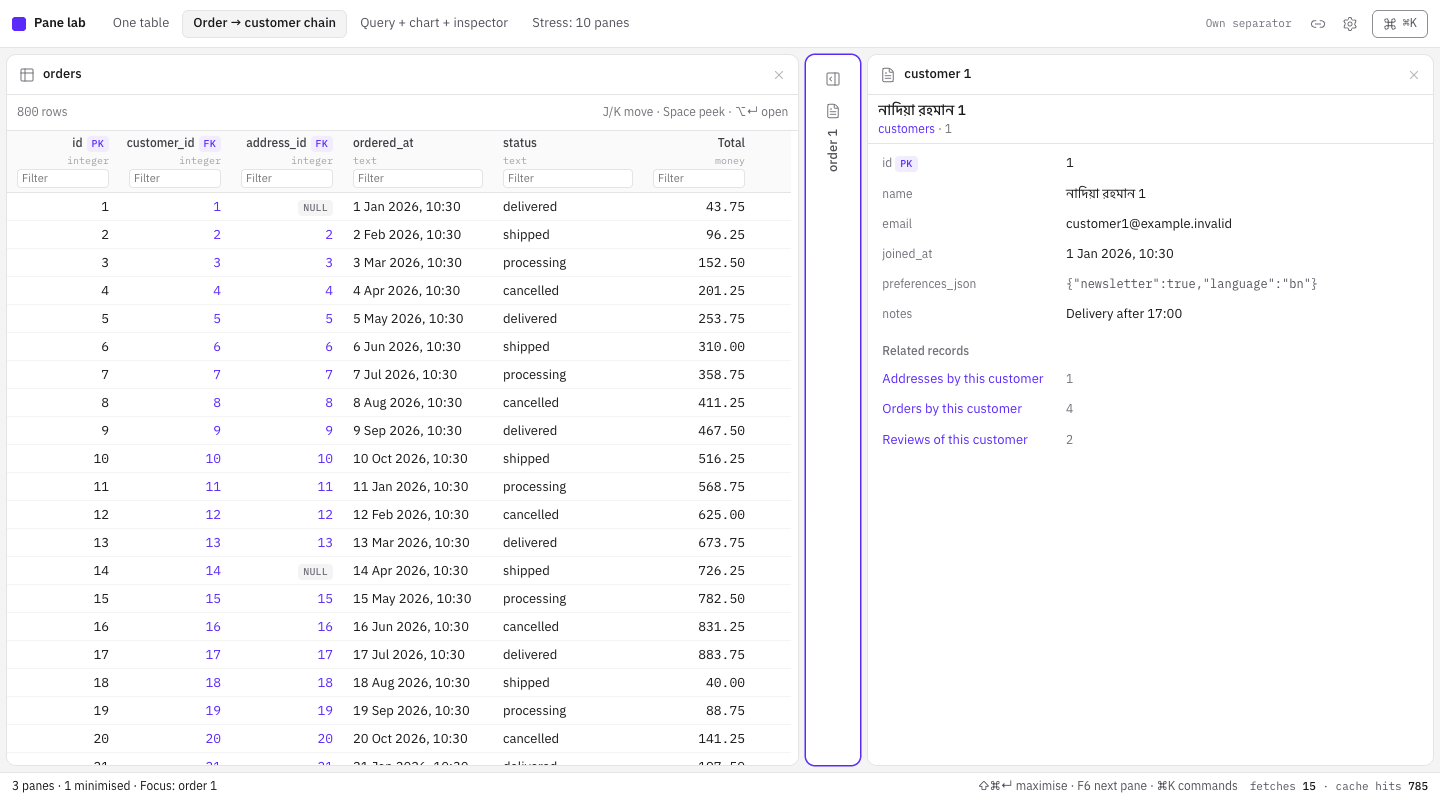 Pane lab One table Order → customer chain Query + chart + inspector Stress: 10 panes Own separator ⌘ ⌘K
orders
800 rows J/K move · Space peek · ⌥↵ open
id PK customer_id FK address_id FK ordered_at status Total
integer integer integer text text money
Filter Filter Filter Filter Filter Filter
1 1 NULL 1 Jan 2026, 10:30 delivered 43.75
2 2 2 2 Feb 2026, 10:30 shipped 96.25
3 3 3 3 Mar 2026, 10:30 processing 152.50
4 4 4 4 Apr 2026, 10:30 cancelled 201.25
5 5 5 5 May 2026, 10:30 delivered 253.75
6 6 6 6 Jun 2026, 10:30 shipped 310.00
7 7 7 7 Jul 2026, 10:30 processing 358.75
8 8 8 8 Aug 2026, 10:30 cancelled 411.25
9 9 9 9 Sep 2026, 10:30 delivered 467.50
10 10 10 10 Oct 2026, 10:30 shipped 516.25
11 11 11 11 Jan 2026, 10:30 processing 568.75
12 12 12 12 Feb 2026, 10:30 cancelled 625.00
13 13 13 13 Mar 2026, 10:30 delivered 673.75
14 14 NULL 14 Apr 2026, 10:30 shipped 726.25
15 15 15 15 May 2026, 10:30 processing 782.50
16 16 16 16 Jun 2026, 10:30 cancelled 831.25
17 17 17 17 Jul 2026, 10:30 delivered 883.75
18 18 18 18 Aug 2026, 10:30 shipped 40.00
19 19 19 19 Sep 2026, 10:30 processing 88.75
20 20 20 20 Oct 2026, 10:30 cancelled 141.25
order 1
customer 1
নাদিয়া রহমান 1
customers · 1
id PK 1
name নাদিয়া রহমান 1
email customer1@example.invalid
joined_at 1 Jan 2026, 10:30
preferences_json {"newsletter":true,"language":"bn"}
notes Delivery after 17:00
Related records
Addresses by this customer 1
Orders by this customer 4
Reviews of this customer 2
3 panes · 1 minimised · Focus: order 1 ⇧⌘↵ maximise · F6 next pane · ⌘K commands fetches 15 · cache hits 785